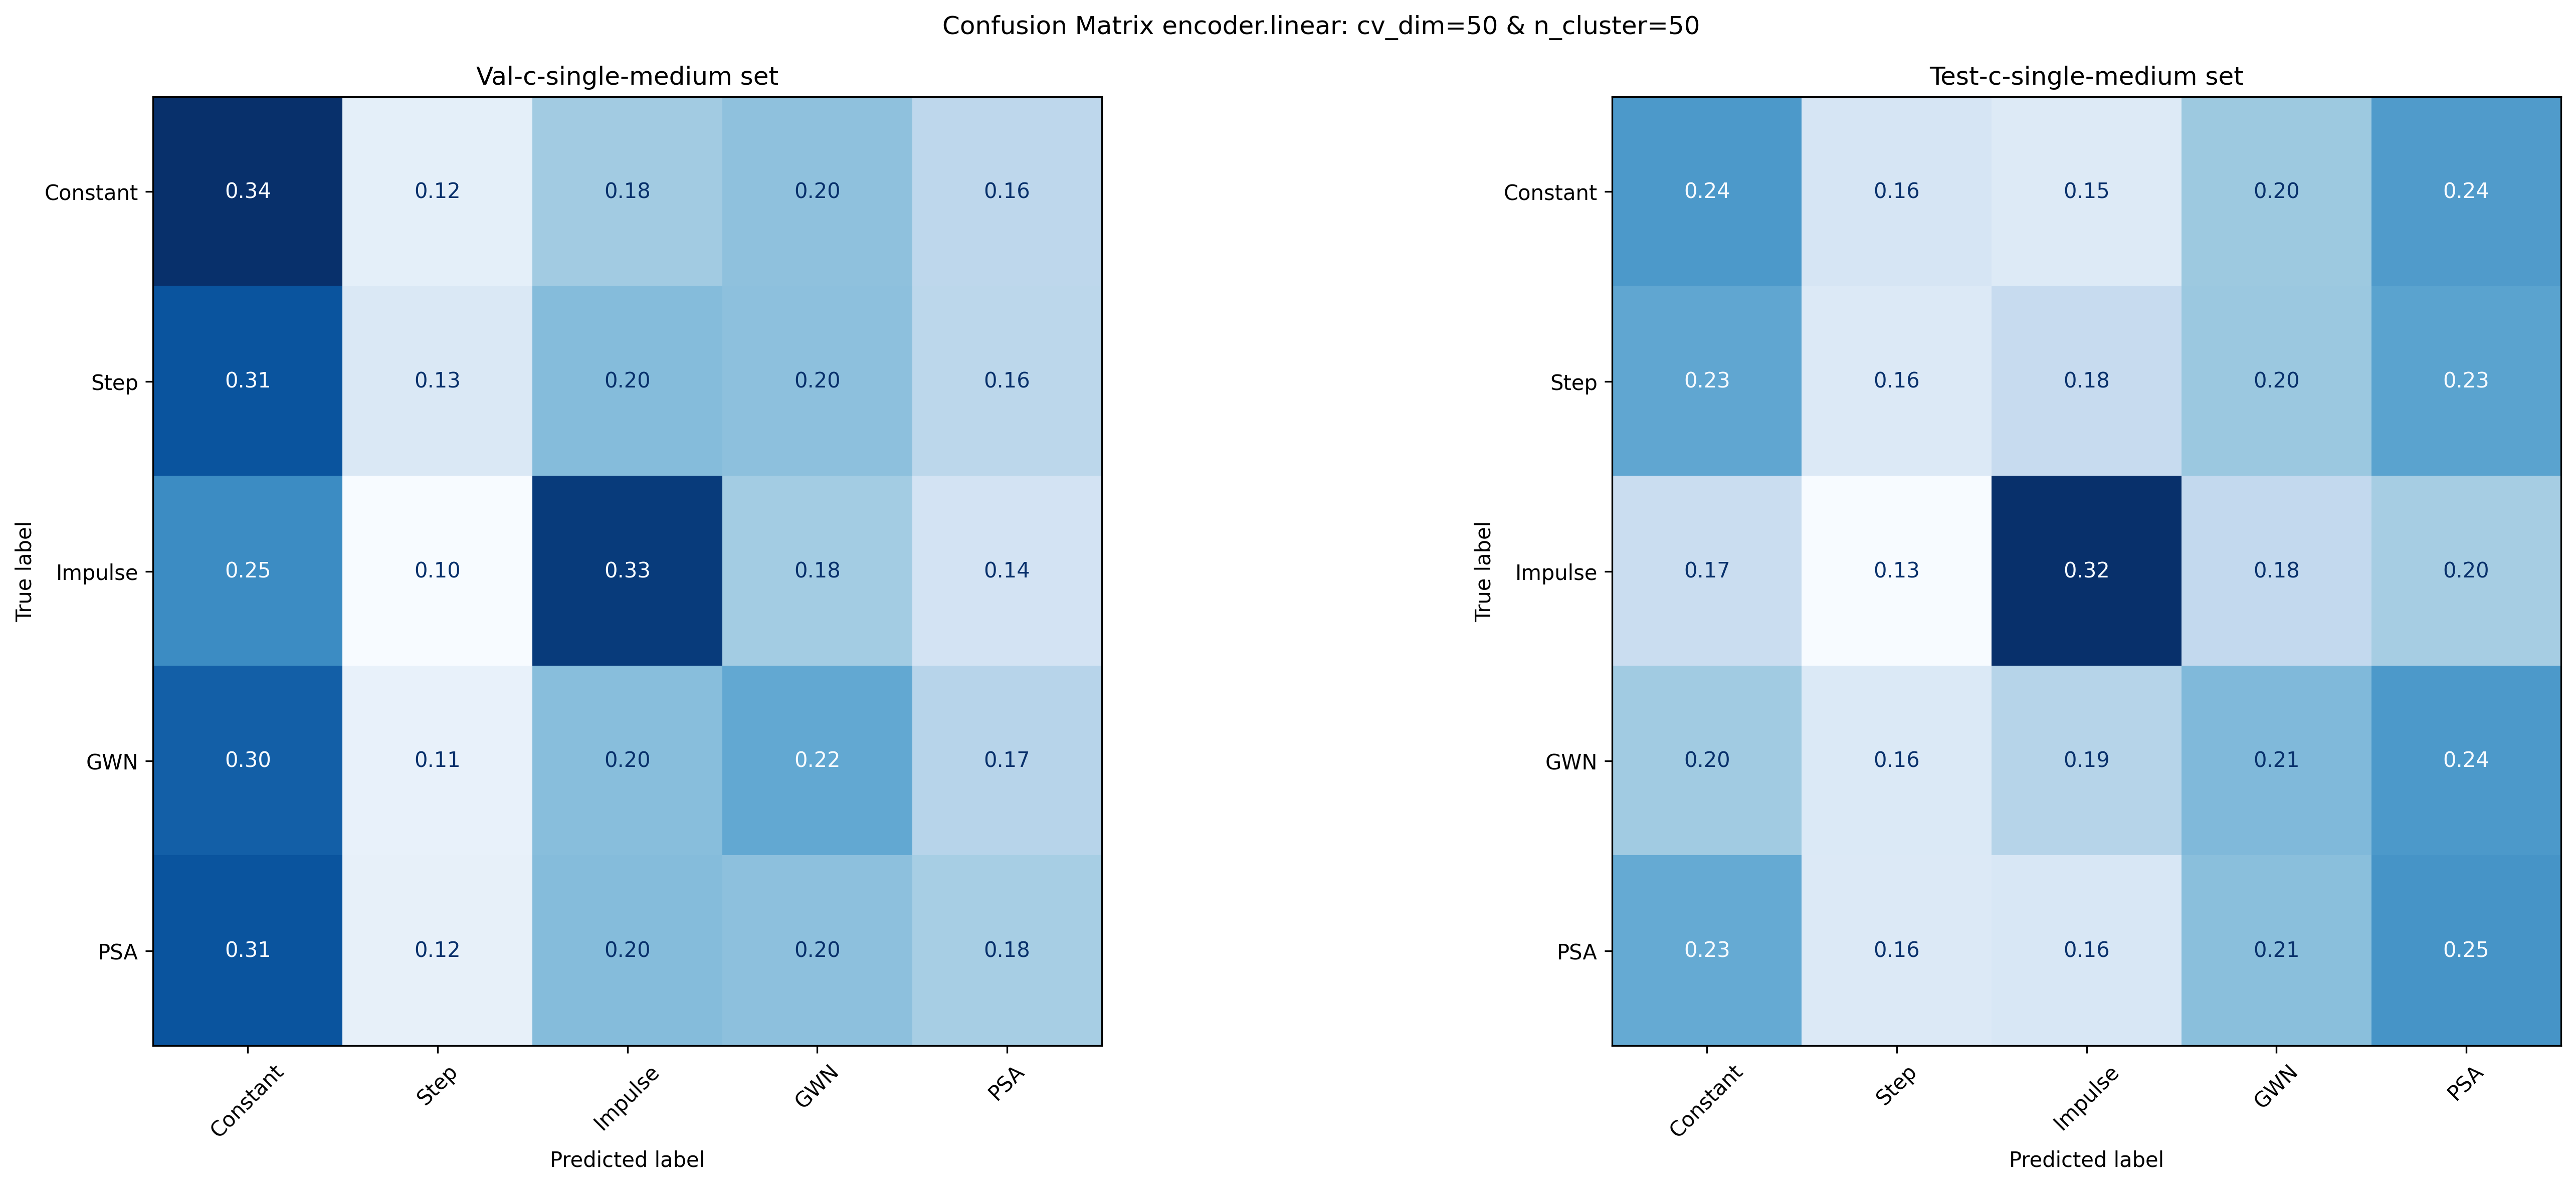 Confusion Matrix encoder.linear: cv_dim=50 & n_cluster=50
Val-c-single-medium set
True label
Constant 0.34 0.12 0.18 0.20 0.16
Step 0.31 0.13 0.20 0.20 0.16
Impulse 0.25 0.10 0.33 0.18 0.14
GWN 0.30 0.11 0.20 0.22 0.17
PSA 0.31 0.12 0.20 0.20 0.18
Constant Step Impulse GWN PSA
Predicted label
Test-c-single-medium set
True label
Constant 0.24 0.16 0.15 0.20 0.24
Step 0.23 0.16 0.18 0.20 0.23
Impulse 0.17 0.13 0.32 0.18 0.20
GWN 0.20 0.16 0.19 0.21 0.24
PSA 0.23 0.16 0.16 0.21 0.25
Constant Step Impulse GWN PSA
Predicted label